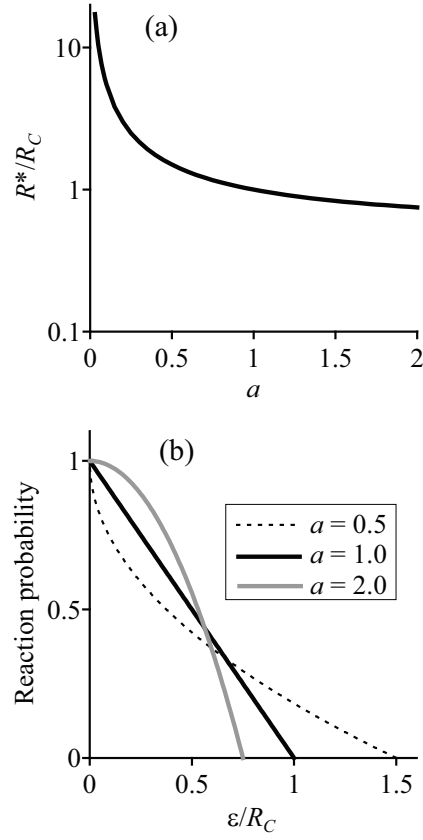 (a)
10
1
0.1
R*/R_C
0 0.5 1 1.5 2
a
(b)
1
0.5
0
Reaction probability
a = 0.5
a = 1.0
a = 2.0
0 0.5 1 1.5
ε/R_C